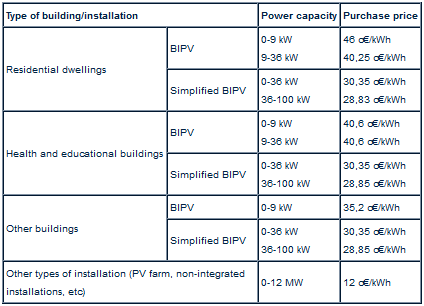 Type of building/installation Power capacity Purchase price
Residential dwellings
BIPV
0-9 kW 46 c€/kWh
9-36 kW 40,25 c€/kWh
Simplified BIPV
0-36 kW 30,35 c€/kWh
36-100 kW 28,83 c€/kWh
Health and educational buildings
BIPV
0-9 kW 40,6 c€/kWh
9-36 kW 40,6 c€/kWh
Simplified BIPV
0-36 kW 30,35 c€/kWh
36-100 kW 28,85 c€/kWh
Other buildings
BIPV 0-9 kW 35,2 c€/kWh
Simplified BIPV
0-36 kW 30,35 c€/kWh
36-100 kW 28,85 c€/kWh
Other types of installation (PV farm, non-integrated
installations, etc)
0-12 MW 12 c€/kWh